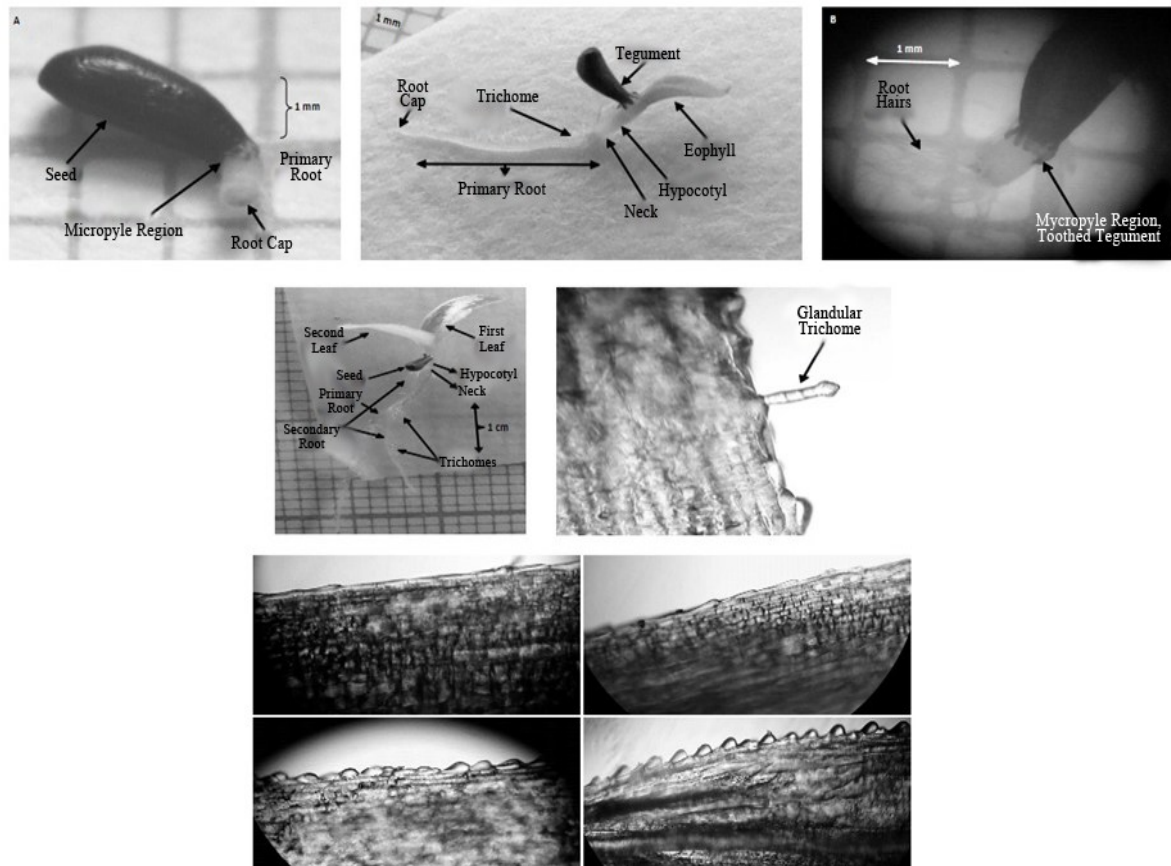 A
1 mm
Seed
Primary
Root
Micropyle Region
Root Cap
1 mm
Tegument
Root
Cap
Trichome
Eophyll
Primary Root
Hypocotyl
Neck
B
1 mm
Root
Hairs
Mycropyle Region,
Toothed Tegument
Second
Leaf
First
Leaf
Seed
Hypocotyl
Neck
Primary
Root
1 cm
Secondary
Root
Trichomes
Glandular
Trichome